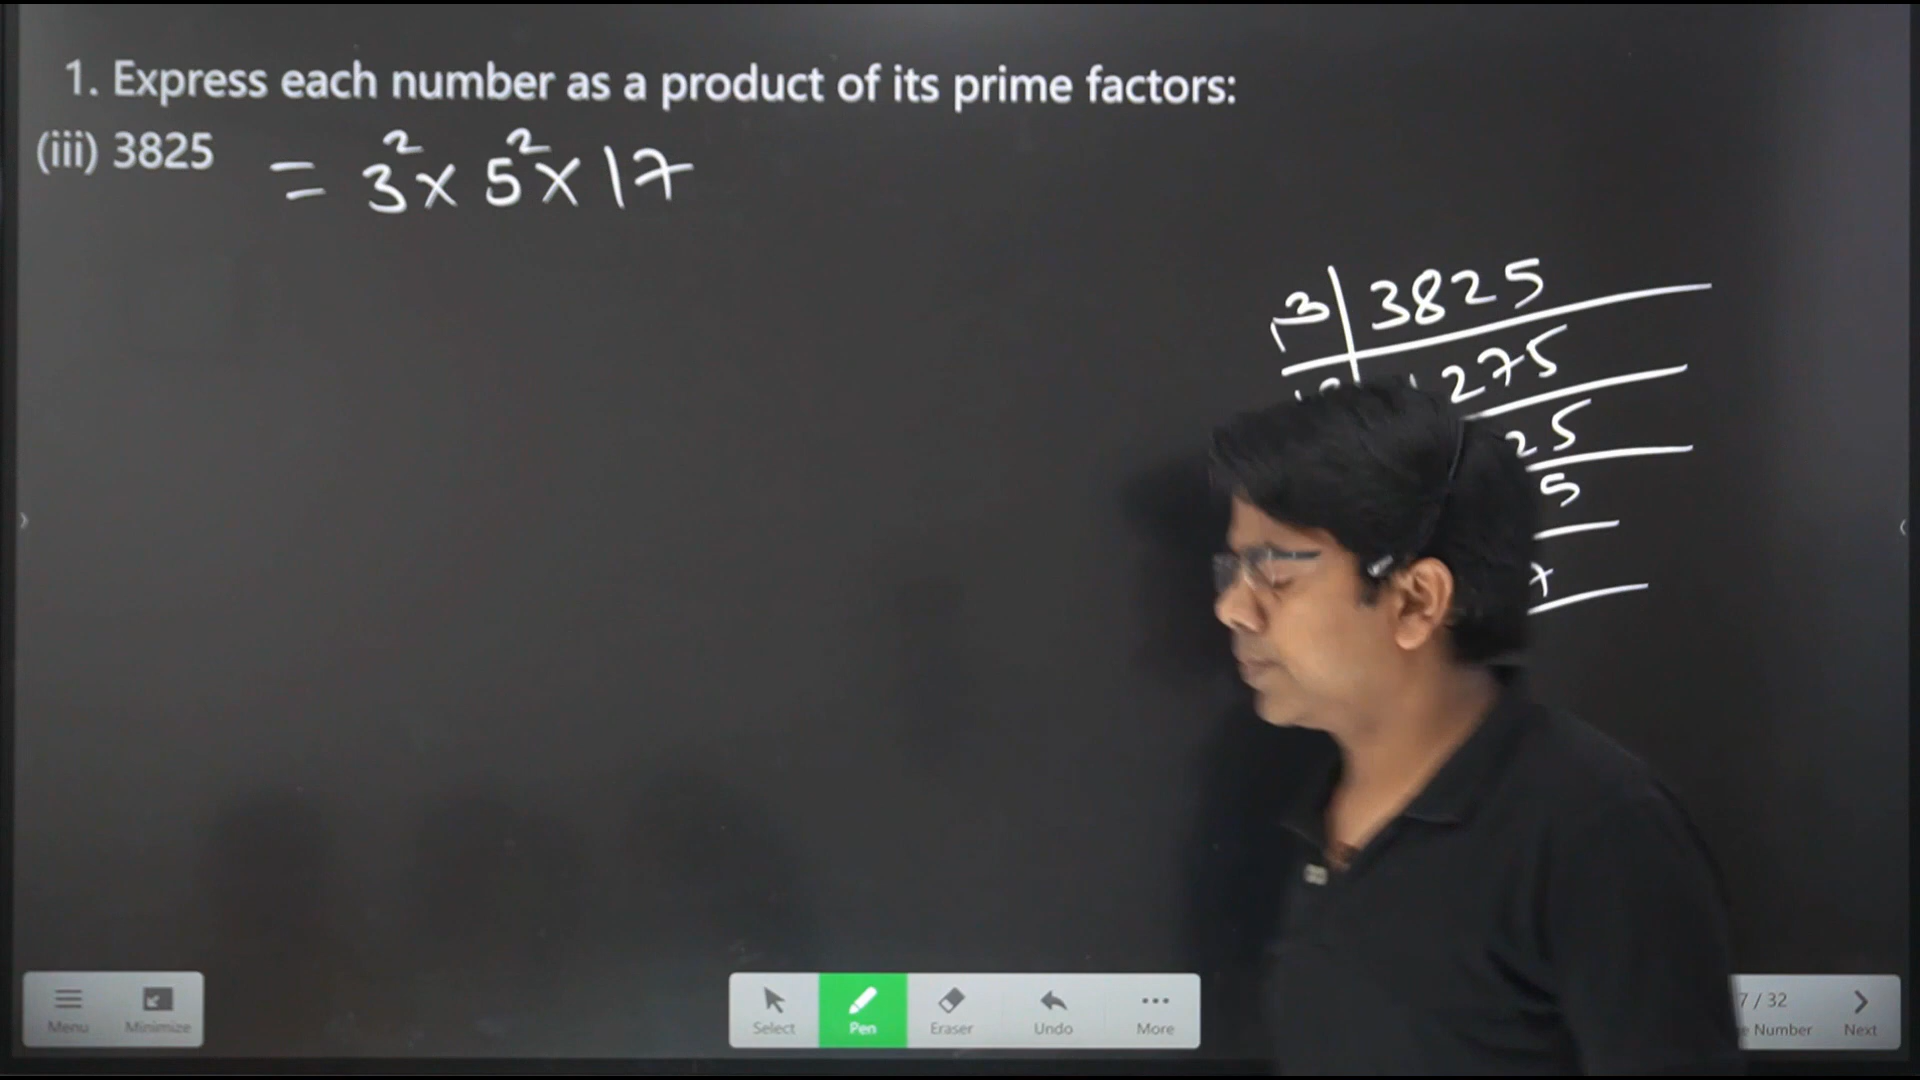 1. Express each number as a product of its prime factors:
(iii) 3825 = 3² × 5² × 17
3 | 3825
1275
25
5
Menu Minimize Select Pen Eraser Undo More
7 / 32
Number Next